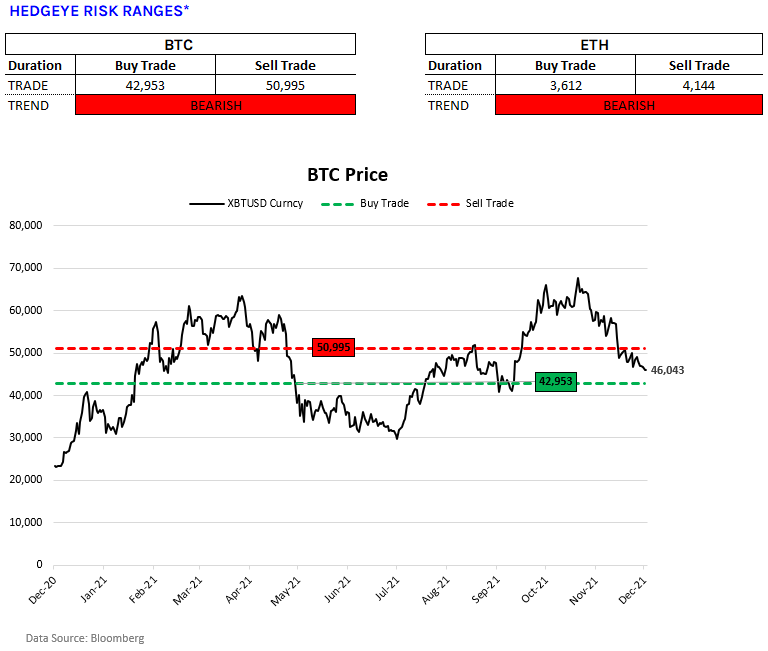 HEDGEYE RISK RANGES*
BTC
Duration Buy Trade Sell Trade
TRADE 42,953 50,995
TREND BEARISH
ETH
Duration Buy Trade Sell Trade
TRADE 3,612 4,144
TREND BEARISH
BTC Price
XBTUSD Curncy Buy Trade Sell Trade
80,000
70,000
60,000
50,000
40,000
30,000
20,000
10,000
0
50,995
42,953
46,043
Dec-20 Jan-21 Feb-21 Mar-21 Apr-21 May-21 Jun-21 Jul-21 Aug-21 Sep-21 Oct-21 Nov-21 Dec-21
Data Source: Bloomberg